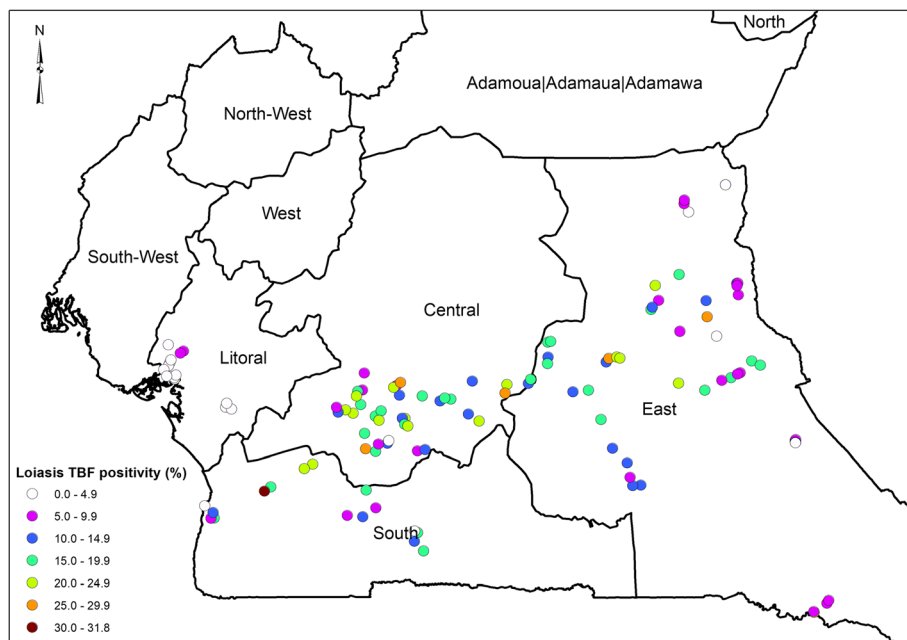 N
North
Adamoua|Adamaua|Adamawa
North-West
West
South-West
Central
Litoral
East
South
Loiasis TBF positivity (%)
0.0 - 4.9
5.0 - 9.9
10.0 - 14.9
15.0 - 19.9
20.0 - 24.9
25.0 - 29.9
30.0 - 31.8